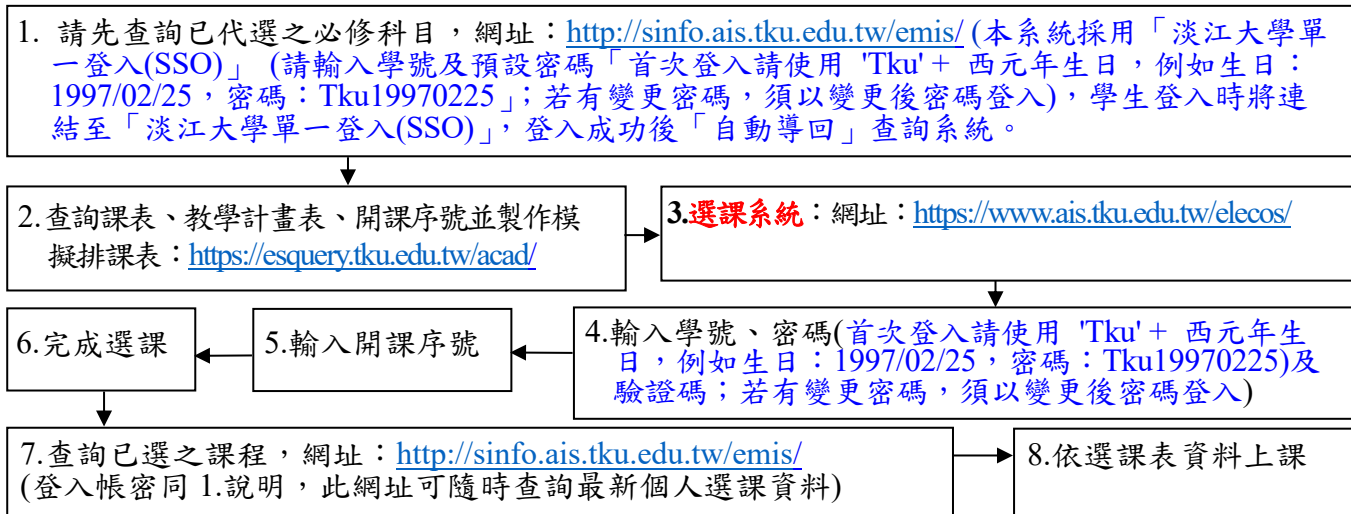 1. 請先查詢已代選之必修科目，網址：http://sinfo.ais.tku.edu.tw/emis/ (本系統採用「淡江大學單
一登入(SSO)」 (請輸入學號及預設密碼「首次登入請使用 'Tku'+ 西元年生日，例如生日：
1997/02/25，密碼：Tku19970225」；若有變更密碼，須以變更後密碼登入)，學生登入時將連
結至「淡江大學單一登入(SSO)」，登入成功後「自動導回」查詢系統。
2.查詢課表、教學計畫表、開課序號並製作模
擬排課表：https://esquery.tku.edu.tw/acad/
3.選課系統：網址：https://www.ais.tku.edu.tw/elecos/
4.輸入學號、密碼(首次登入請使用 'Tku'+ 西元年生
日，例如生日：1997/02/25，密碼：Tku19970225)及
驗證碼；若有變更密碼，須以變更後密碼登入)
5.輸入開課序號
6.完成選課
7.查詢已選之課程，網址：http://sinfo.ais.tku.edu.tw/emis/
(登入帳密同 1.說明，此網址可隨時查詢最新個人選課資料)
8.依選課表資料上課